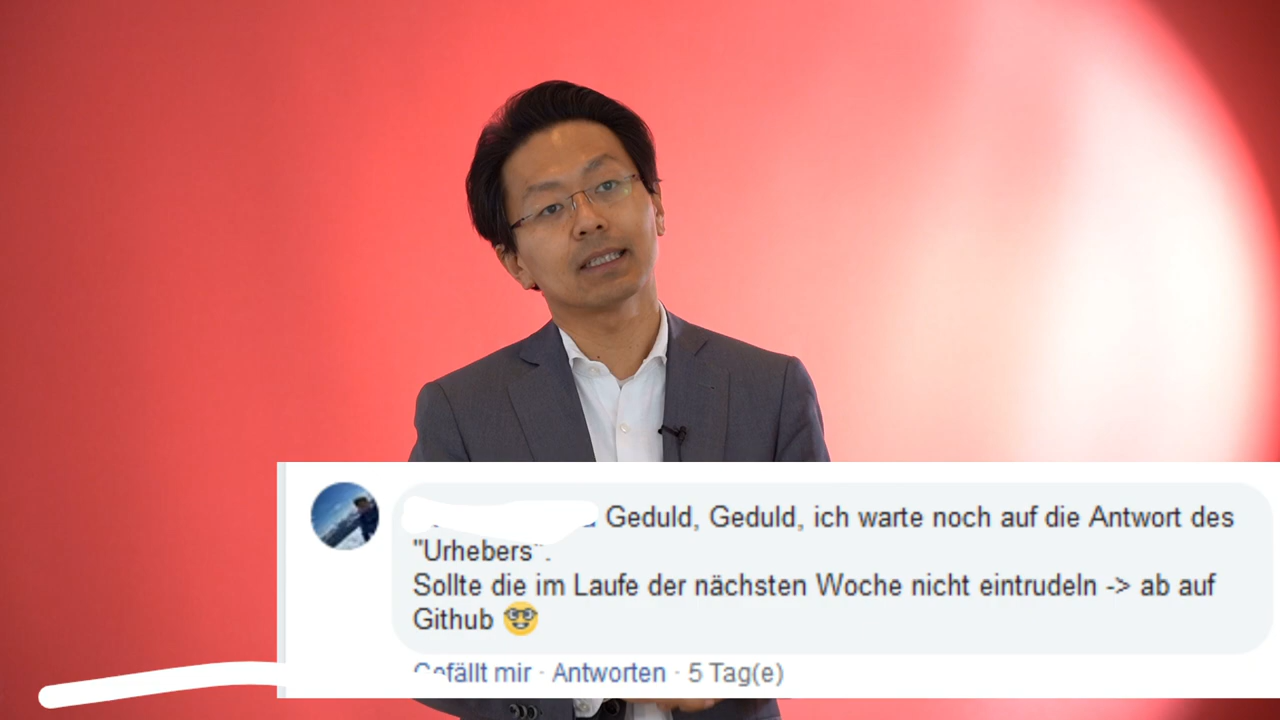 Geduld, Geduld, ich warte noch auf die Antwort des
"Urhebers".
Sollte die im Laufe der nächsten Woche nicht eintrudeln -> ab auf
Github 🤓
Gefällt mir · Antworten · 5 Tag(e)